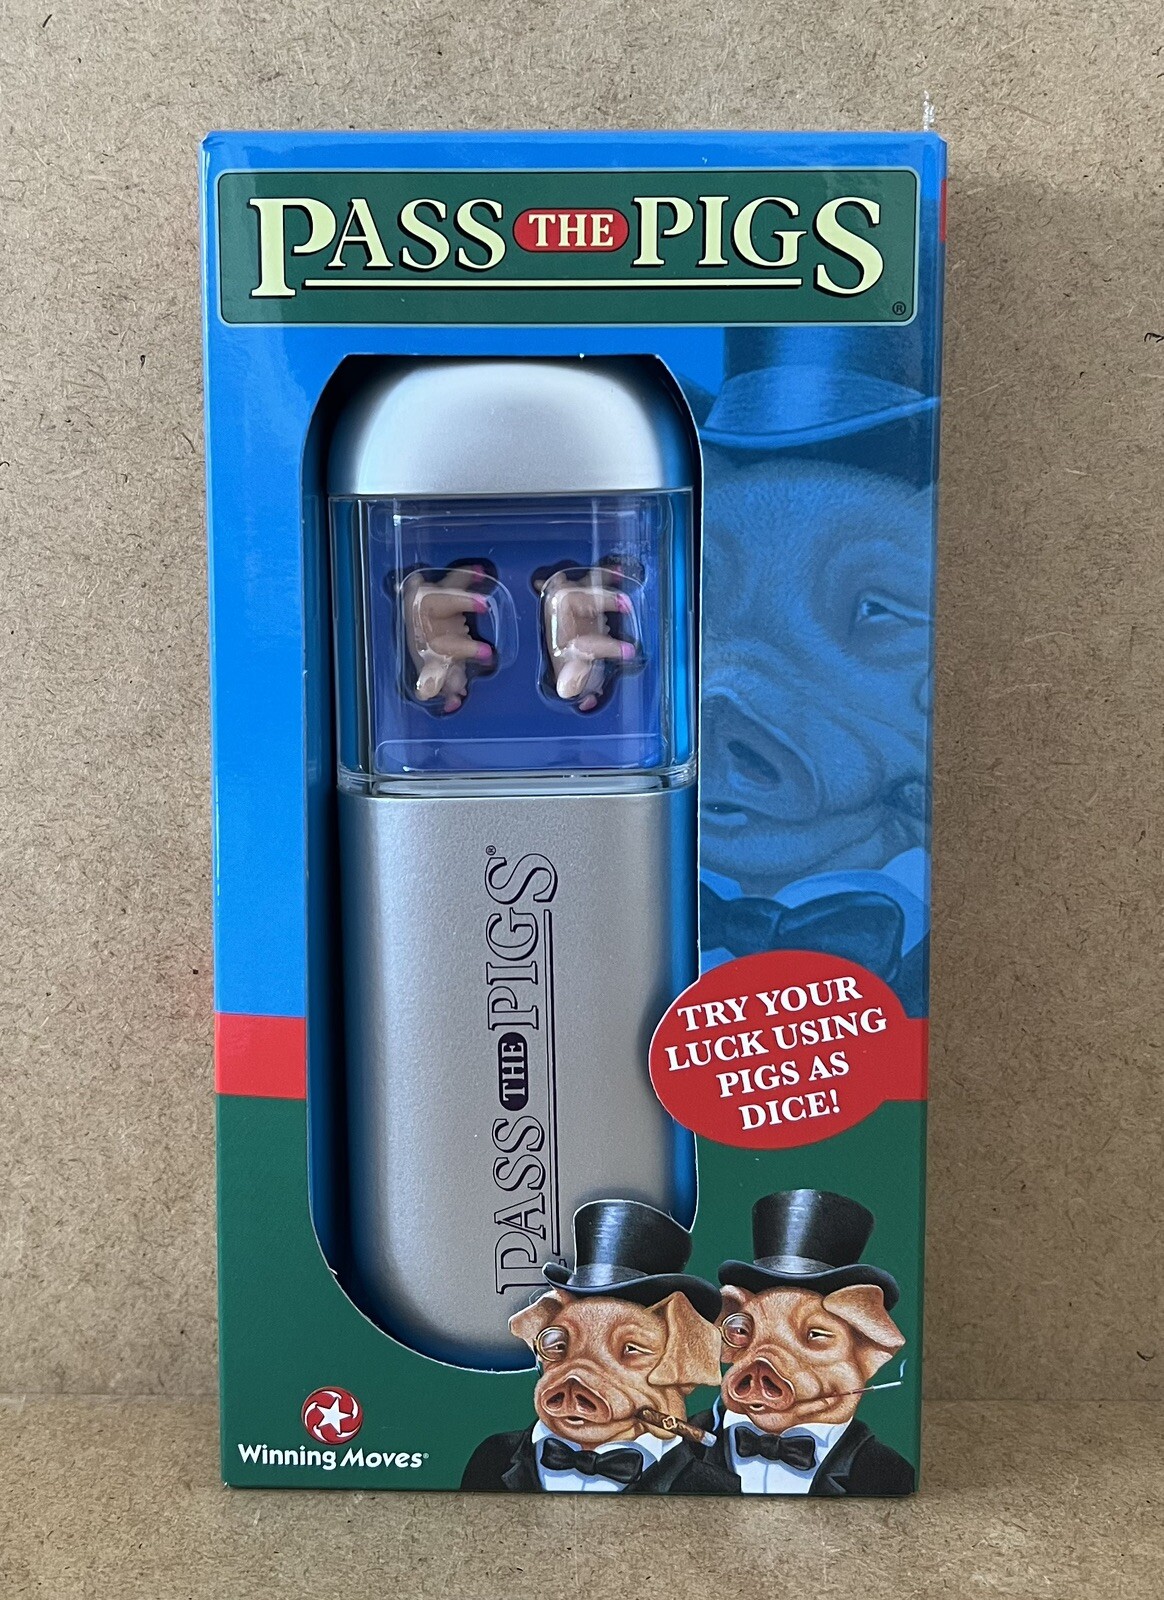 PASS THE PIGS®
PASS THE PIGS®
TRY YOUR
LUCK USING
PIGS AS
DICE!
Winning Moves®